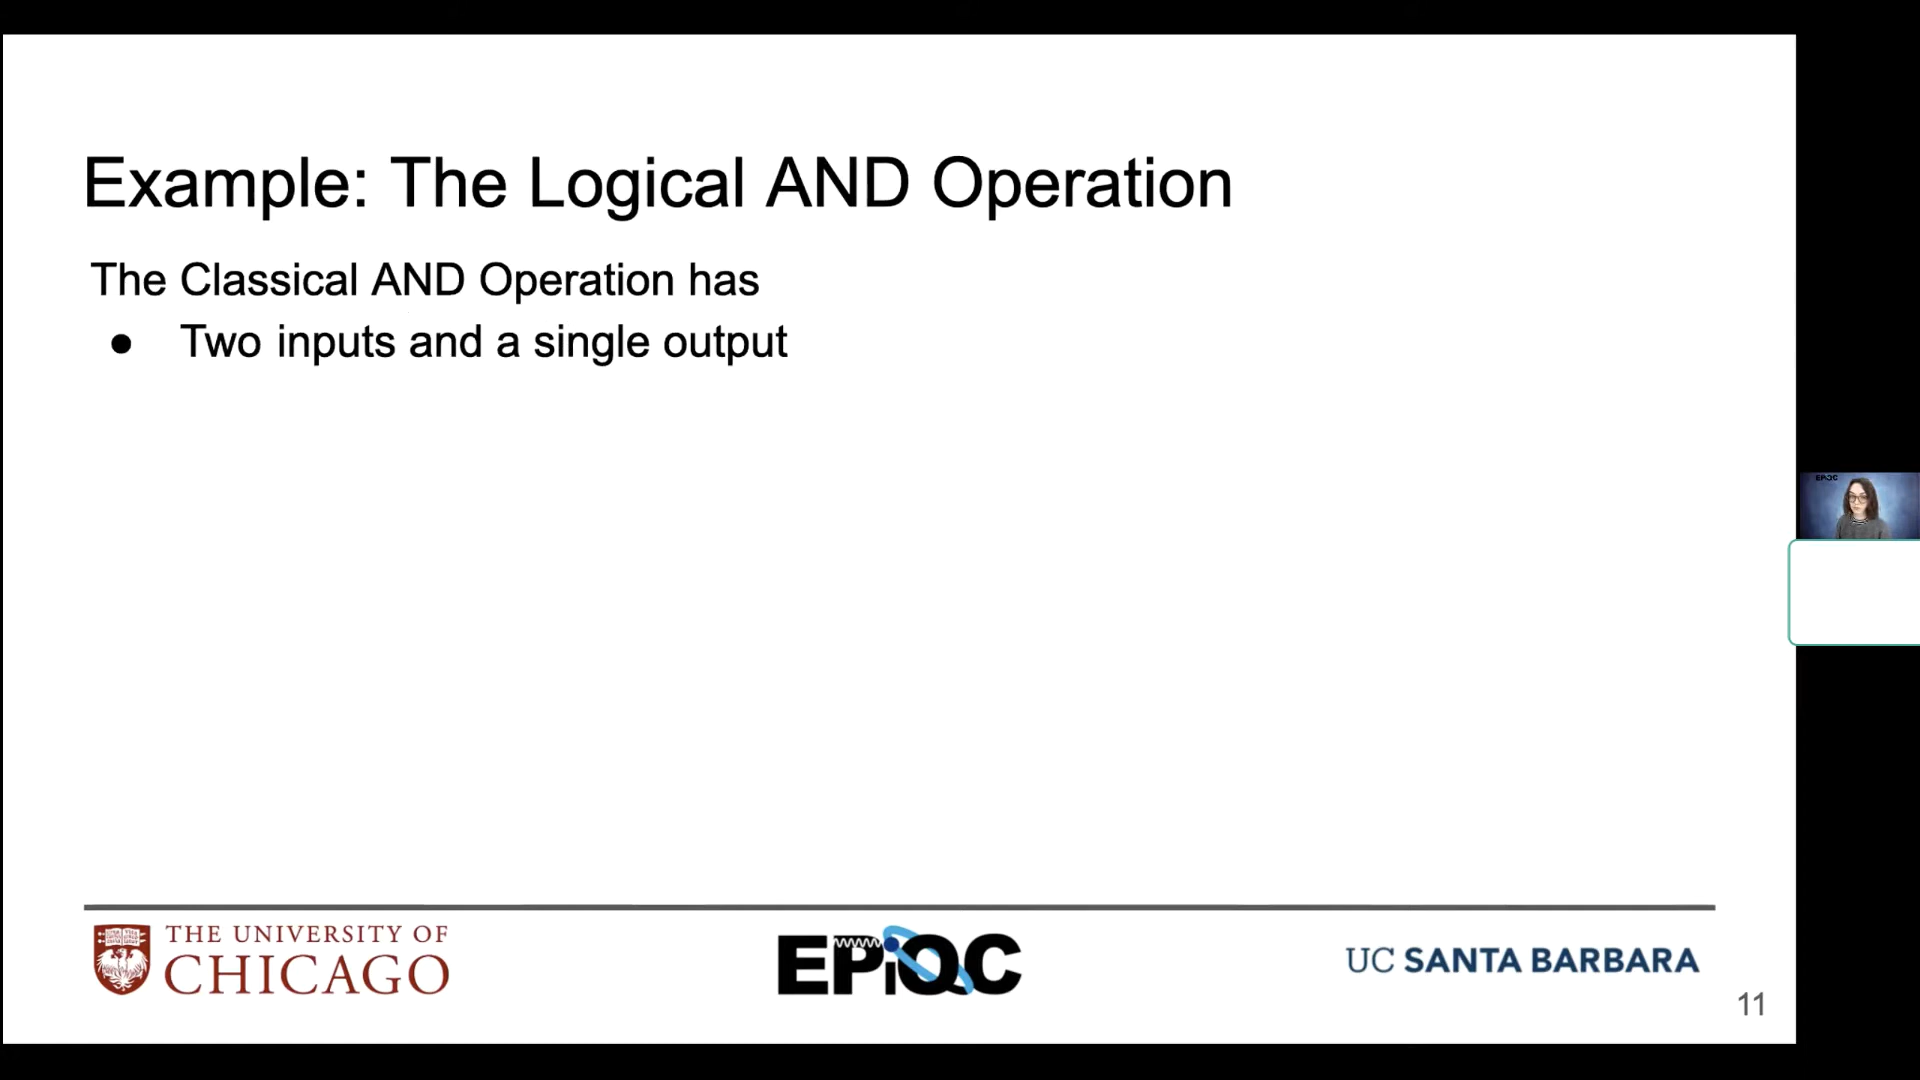 Example: The Logical AND Operation
The Classical AND Operation has
● Two inputs and a single output
EPiQC
THE UNIVERSITY OF
CHICAGO
EPiQC
UC SANTA BARBARA
11